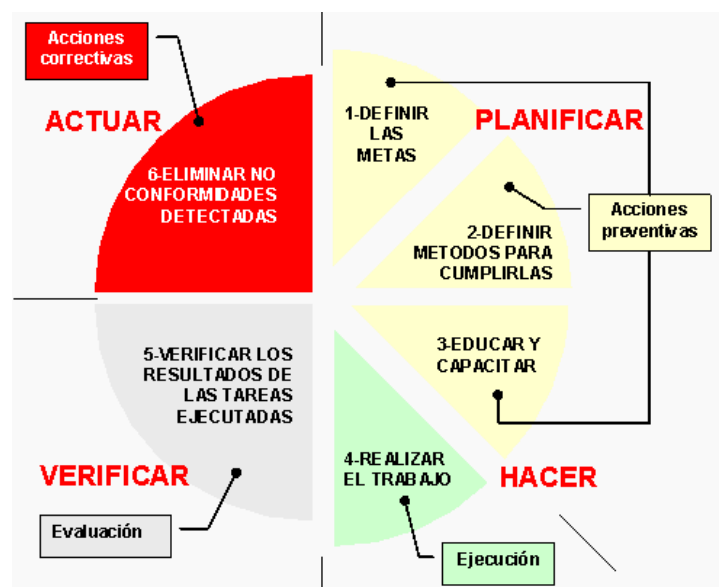 Acciones
correctivas
ACTUAR
1-DEFINIR
LAS
METAS
PLANIFICAR
6-ELIMINAR NO
CONFORMIDADES
DETECTADAS
2-DEFINIR
METODOS PARA
CUMPLIRLAS
Acciones
preventivas
3-EDUCAR Y
CAPACITAR
5-VERIFICAR LOS
RESULTADOS DE
LAS TAREAS
EJECUTADAS
4-REALIZAR
EL TRABAJO
VERIFICAR
HACER
Evaluación
Ejecución